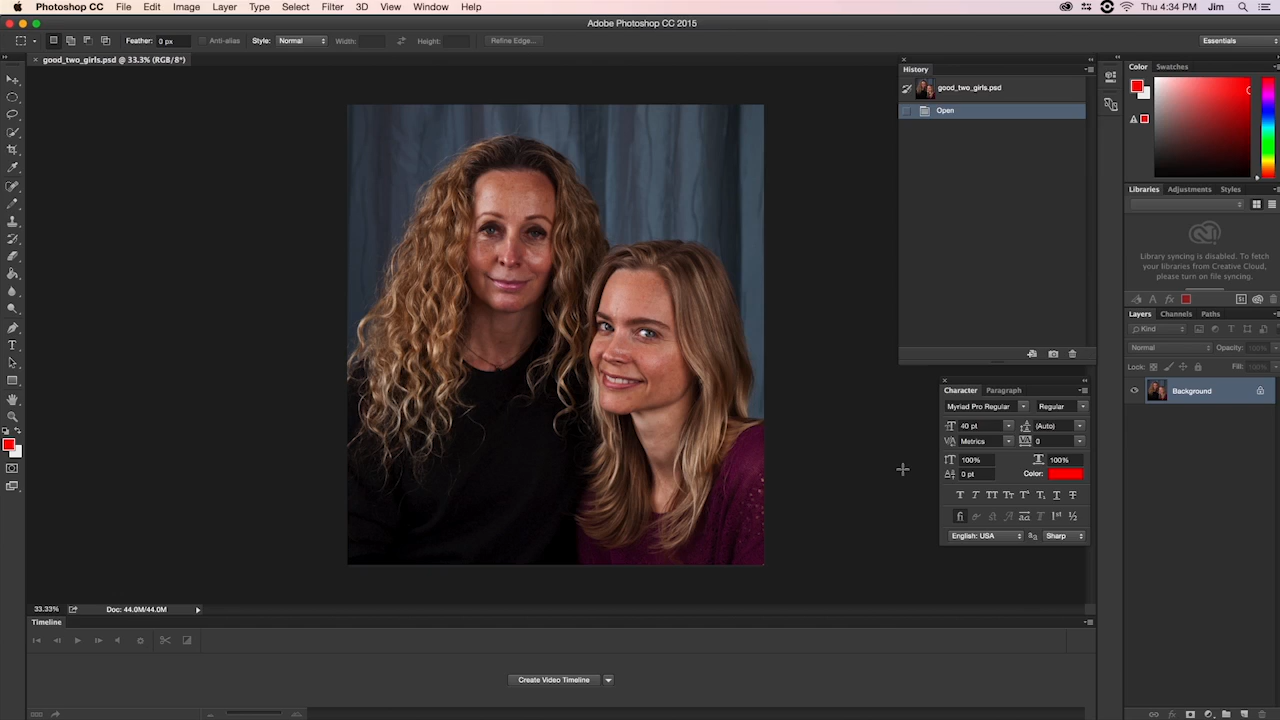 Photoshop CC File Edit Image Layer Type Select Filter 3D View Window Help Thu 4:34 PM Jim
Adobe Photoshop CC 2015
Feather: 0 px Anti-alias Style: Normal Width: Height: Refine Edge... Essentials
good_two_girls.psd @ 33.3% (RGB/8*)
History
good_two_girls.psd
Open
Color Swatches
Libraries Adjustments Styles
Library syncing is disabled. To fetch
your libraries from Creative Cloud,
please turn on file syncing.
Layers Channels Paths
Kind
Normal Opacity: 100%
Lock: Fill: 100%
Background
Character Paragraph
Myriad Pro Regular Regular
40 pt (Auto)
Metrics 0
100% 100%
0 pt Color:
English: USA Sharp
33.33% Doc: 44.0M/44.0M
Timeline
Create Video Timeline